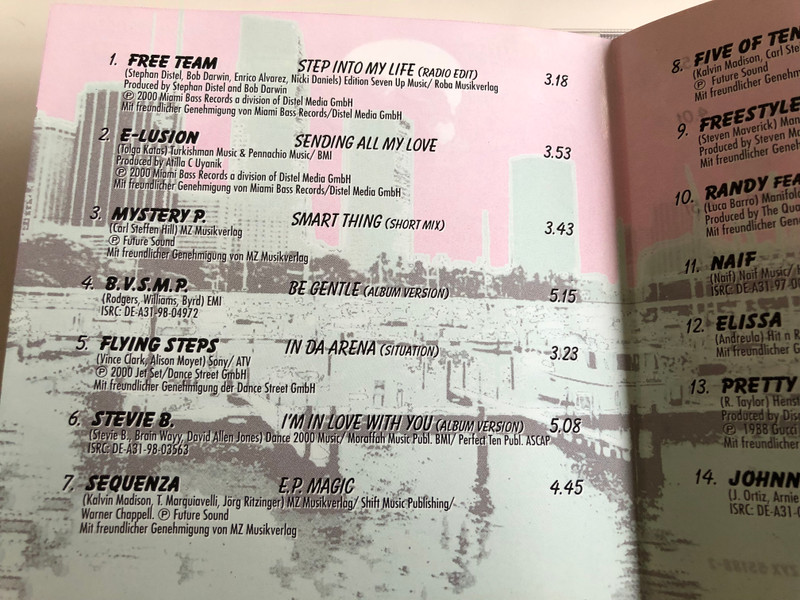 1. FREE TEAM STEP INTO MY LIFE (RADIO EDIT) 3.18
(Stephan Distel, Bob Darwin, Enrico Alvarez, Nicki Daniels) Edition Seven Up Music/ Roba Musikverlag
Produced by Stephan Distel and Bob Darwin
℗ 2000 Miami Bass Records a division of Distel Media GmbH
Mit freundlicher Genehmigung von Miami Bass Records/Distel Media GmbH
2. E-LUSION SENDING ALL MY LOVE 3.53
(Tolga Katas) Turkishman Music & Pennachio Music/ BMI
Produced by Atilla C Uyanik
℗ 2000 Miami Bass Records a division of Distel Media GmbH
Mit freundlicher Genehmigung von Miami Bass Records/Distel Media GmbH
3. MYSTERY P. SMART THING (SHORT MIX) 3.43
(Carl Steffen Hill) MZ Musikverlag
℗ Future Sound
Mit freundlicher Genehmigung von MZ Musikverlag
4. B.V.S.M.P. BE GENTLE (ALBUM VERSION) 5.15
(Rodgers, Williams, Byrd) EMI
ISRC: DE-A31-98-04972
5. FLYING STEPS IN DA ARENA (SITUATION) 3.23
(Vince Clark, Alison Moyet) Sony/ ATV
℗ 2000 Jet Set/Dance Street GmbH
Mit freundlicher Genehmigung der Dance Street GmbH
6. STEVIE B. I'M IN LOVE WITH YOU (ALBUM VERSION) 5.08
(Stevie B., Brain Wayy, David Allen Jones) Dance 2000 Music/ Moraffah Music Publ. BMI/ Perfect Ten Publ. ASCAP
ISRC: DE-A31-98-03563
7. SEQUENZA E.P. MAGIC 4.45
(Kalvin Madison, T. Marquiavelli, Jörg Ritzinger) MZ Musikverlag/ Shift Music Publishing/
Warner Chappell. ℗ Future Sound
Mit freundlicher Genehmigung von MZ Musikverlag
8. FIVE OF TEN
(Kalvin Madison, Carl Ste
℗ Future Sound
Mit freundlicher Genehm
9. FREESTYLE
(Steven Maverick) Man
Produced by Steven M
Mit freundlicher Genehm
10. RANDY FEA
(Luca Barro) Manifola
Produced by The Qua
Mit freundlicher Gen
11. NAIF
(Naif) Naif Music/
ISRC: DE-A31-97-0
12. ELISSA
(Andreula) Hit n R
Mit freundlicher
13. PRETTY
(R. Taylor) Henst
Produced by Dis
℗ 1988 Gucci
Mit freundlicher
14. JOHNN
(J. Ortiz, Arnie
ISRC: DE-A31-